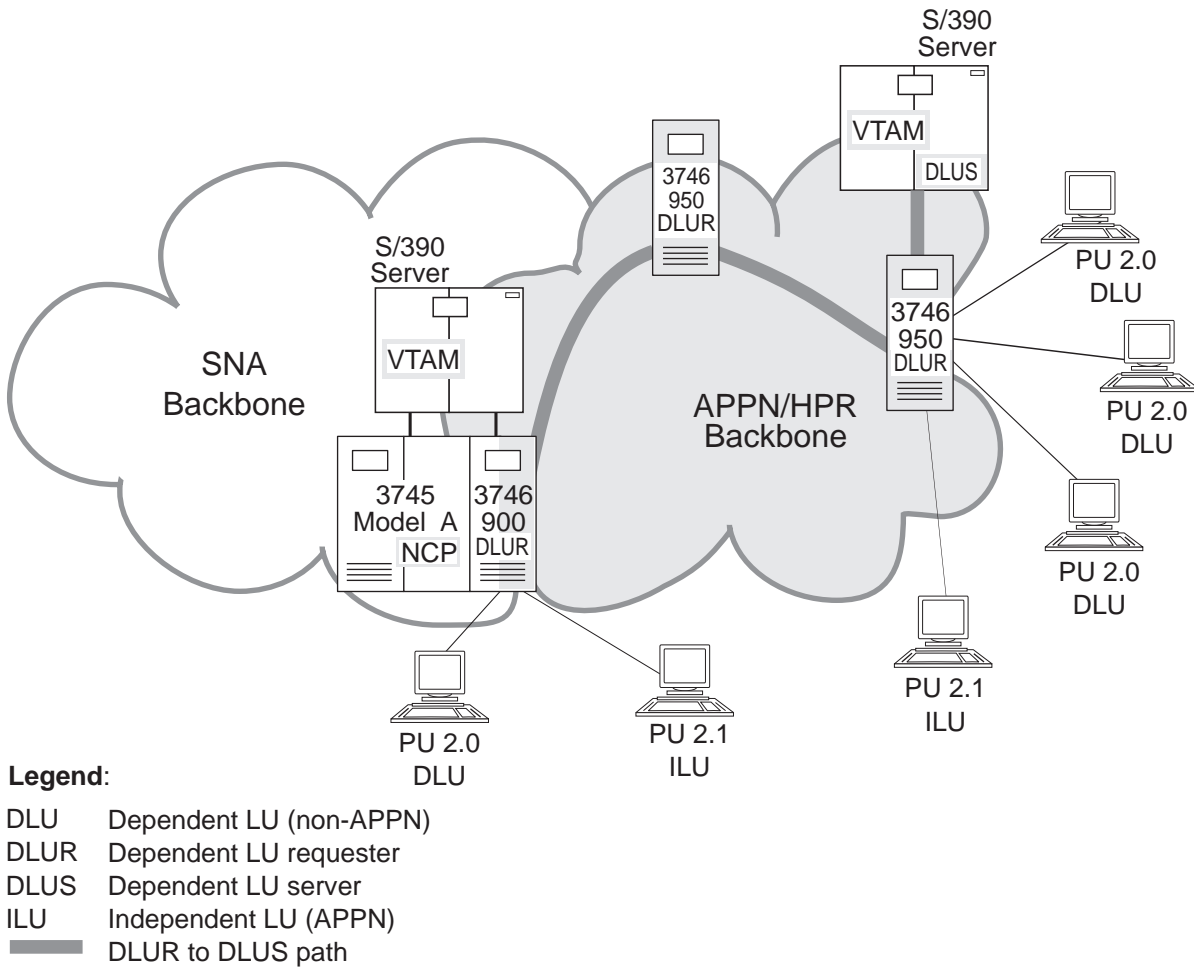 S/390
Server
VTAM
DLUS
3746
950
DLUR
S/390
Server
VTAM
SNA
Backbone
3745
Model A
NCP
3746
900
DLUR
APPN/HPR
Backbone
3746
950
DLUR
PU 2.0
DLU
PU 2.0
DLU
PU 2.0
DLU
PU 2.1
ILU
PU 2.0
DLU
PU 2.1
ILU
Legend:
DLU Dependent LU (non-APPN)
DLUR Dependent LU requester
DLUS Dependent LU server
ILU Independent LU (APPN)
DLUR to DLUS path